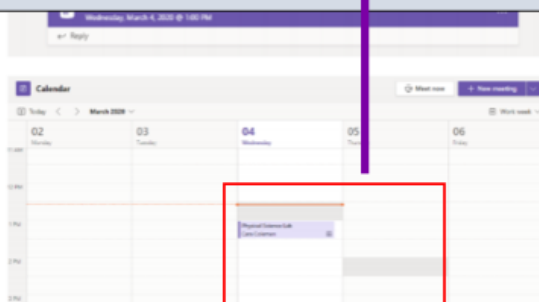 Wednesday, March 4, 2020 @ 1:00 PM
Reply
Calendar
Meet now
+ New meeting
Today
March 2020
Work week
02
03
04
05
06
Monday
Tuesday
Wednesday
Friday
12 PM
1 PM
Physical Science Lab
Cara Coleman
2 PM
3 PM